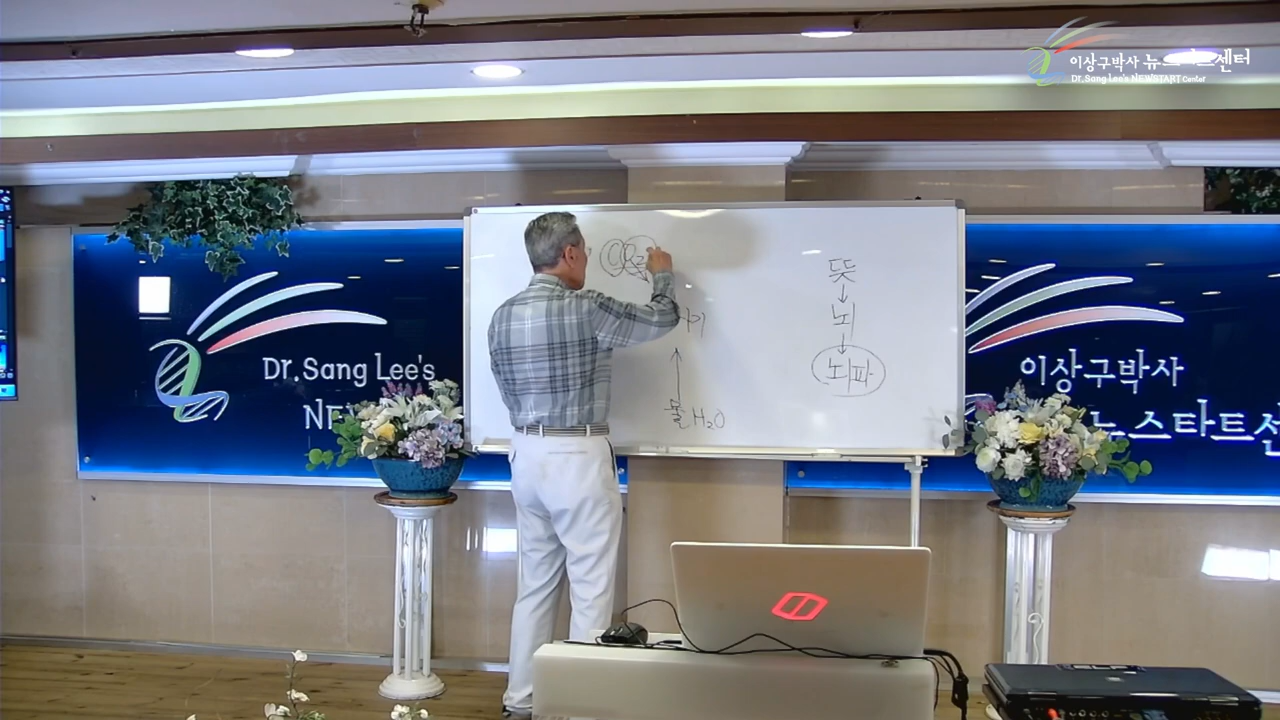 이상구박사 뉴스타트센터
Dr.Sang Lee's NEWSTART Center
Dr.Sang Lee's
이상구박사
뉴스타트센
뜻
뇌
뇌파
물 H₂O